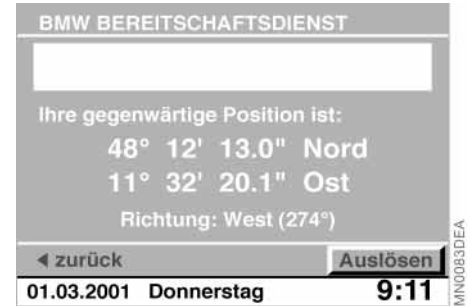 BMW BEREITSCHAFTSDIENST
Ihre gegenwärtige Position ist:
48° 12' 13.0" Nord
11° 32' 20.1" Ost
Richtung: West (274°)
zurück Auslösen
01.03.2001 Donnerstag 9:11
MN0083DEA